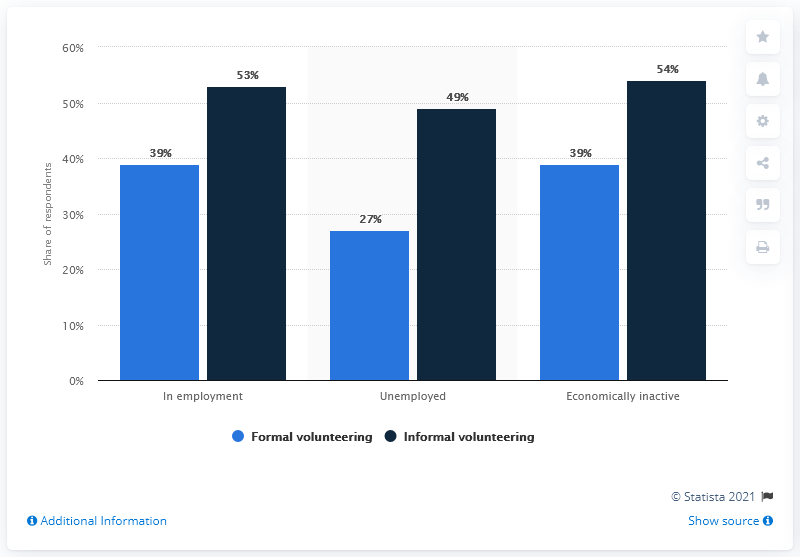 60%
50%
40%
30%
20%
10%
0%
Share of respondents
39%
53%
27%
49%
39%
54%
In employment
Unemployed
Economically inactive
Formal volunteering
Informal volunteering
© Statista 2021
Additional Information
Show source